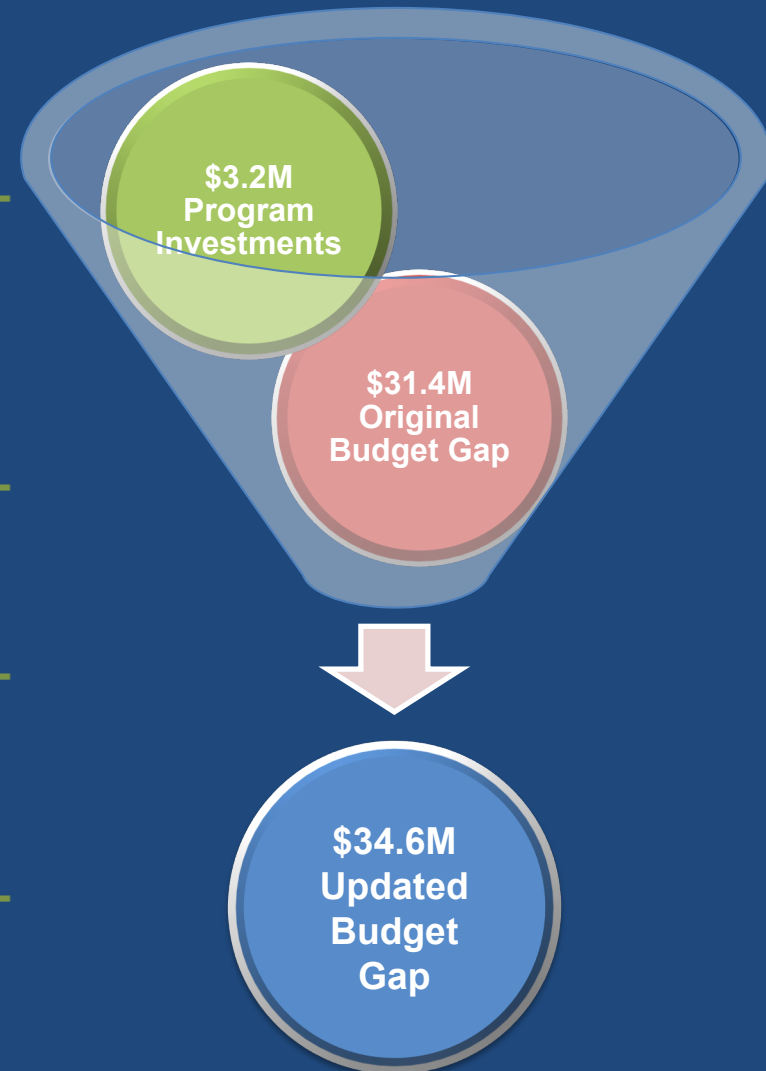 $3.2M
Program
Investments
$31.4M
Original
Budget Gap
$34.6M
Updated
Budget
Gap